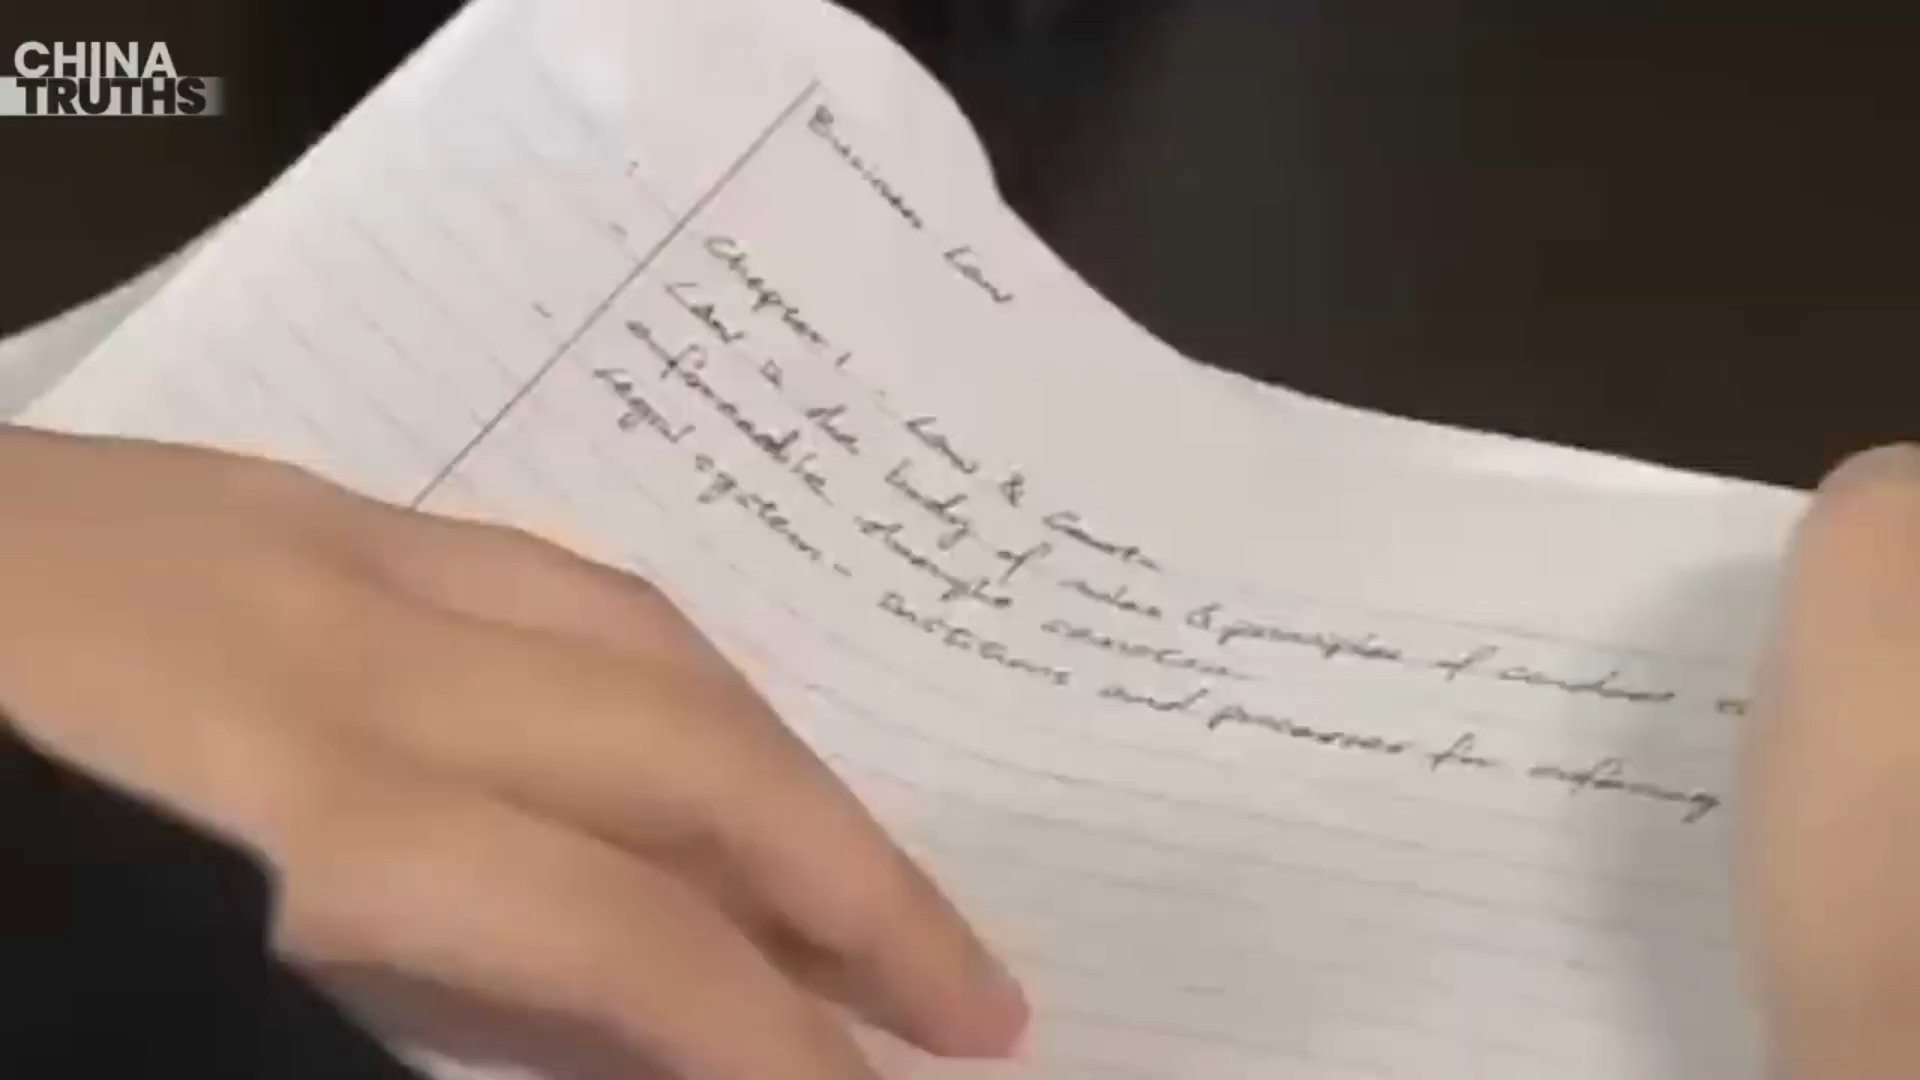 CHINA
TRUTHS
Business Law
Chapter 1 - Law & Courts
Law is the body of rules & principles of conduct
enforceable through
Legal system - Institutions and processes for enforcing